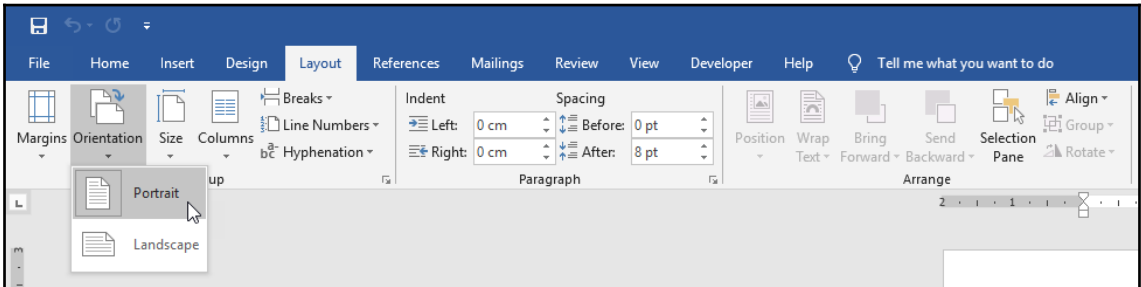 File Home Insert Design Layout References Mailings Review View Developer Help Tell me what you want to do
Margins Orientation Size Columns
Breaks
Line Numbers
Hyphenation
up
Indent Spacing
Left: 0 cm Before: 0 pt
Right: 0 cm After: 8 pt
Paragraph
Position Wrap Text Bring Forward Send Backward Selection Pane
Align
Group
Rotate
Arrange
Portrait
Landscape
L
2 1
3